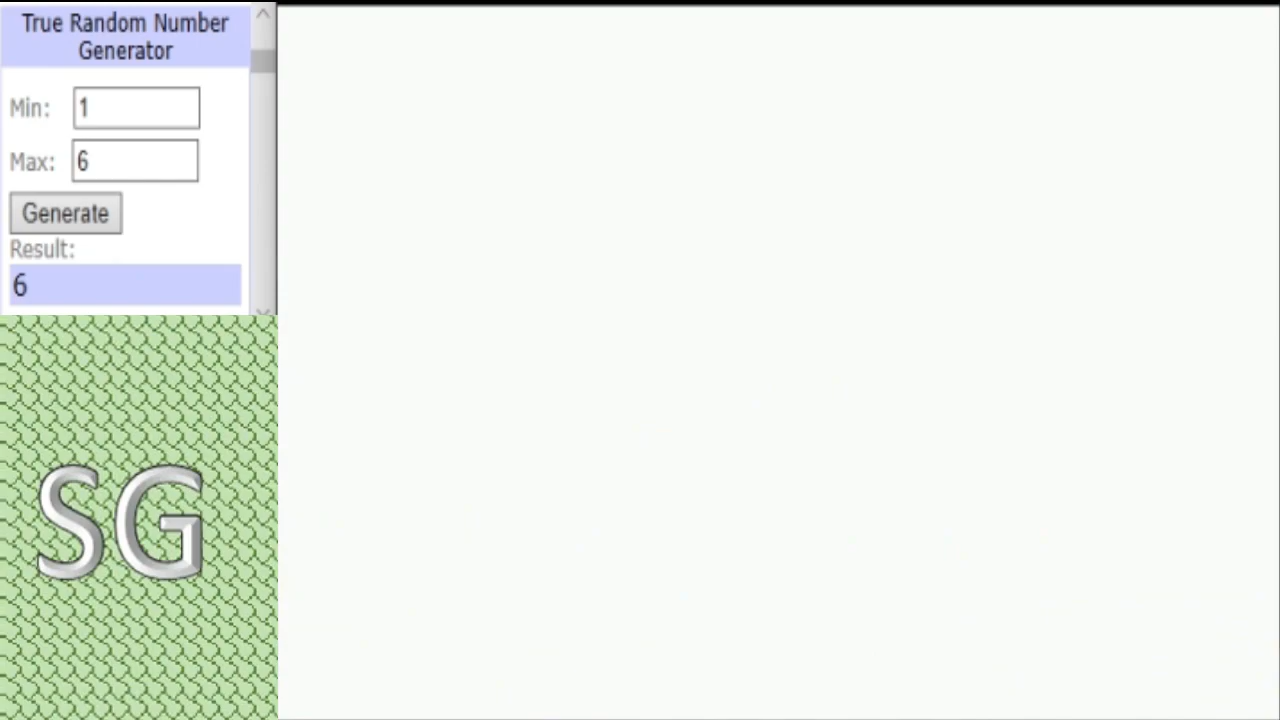 True Random Number
Generator
Min: 1
Max: 6
Generate
Result:
6
SG